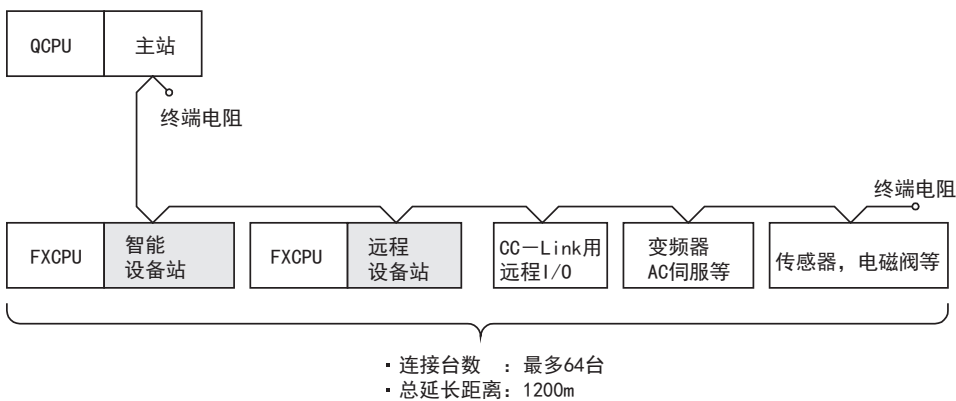 QCPU
主站
终端电阻
终端电阻
FXCPU
智能
设备站
FXCPU
远程
设备站
CC－Link用
远程I/O
变频器
AC伺服等
传感器，电磁阀等
▪连接台数 ：最多64台
▪总延长距离：1200m